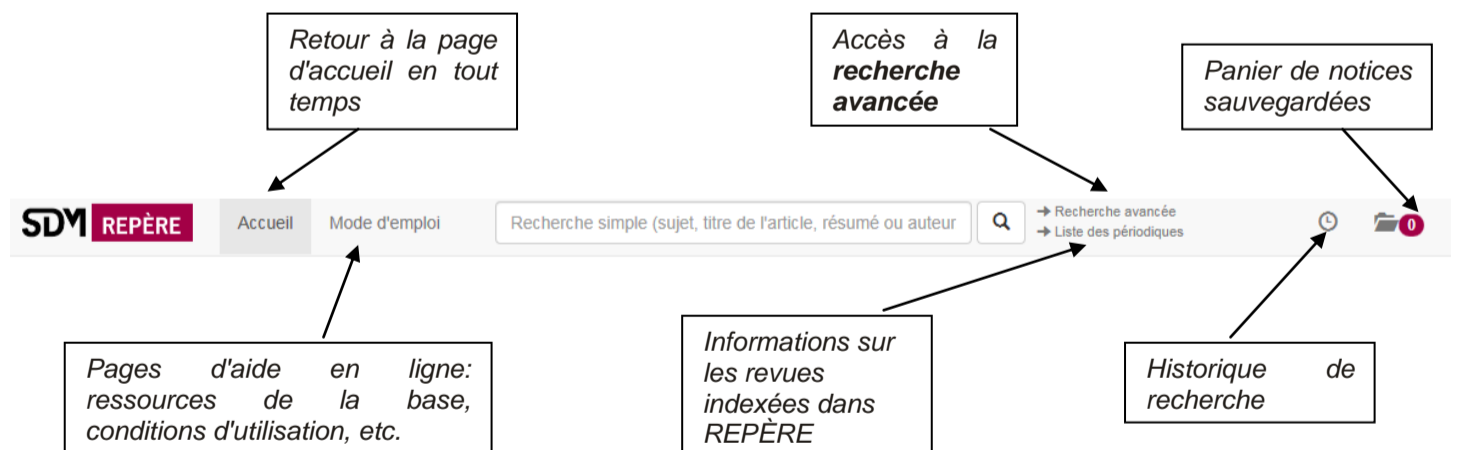 Retour à la page
d'accueil en tout
temps
Accès à la
recherche
avancée
Panier de notices
sauvegardées
SDM REPÈRE
Accueil
Mode d'emploi
Recherche simple (sujet, titre de l'article, résumé ou auteur
➔ Recherche avancée
➔ Liste des périodiques
0
Pages d'aide en ligne:
ressources de la base,
conditions d'utilisation, etc.
Informations sur
les revues
indexées dans
REPÈRE
Historique de
recherche